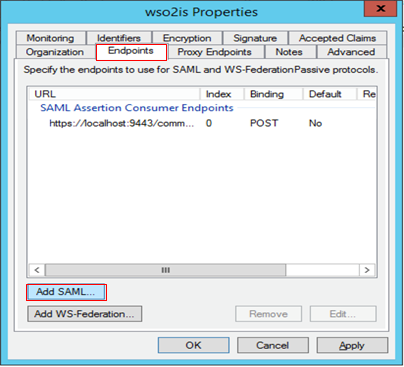 wso2is Properties
Monitoring Identifiers Encryption Signature Accepted Claims
Organization Endpoints Proxy Endpoints Notes Advanced
Specify the endpoints to use for SAML and WS-FederationPassive protocols.
URL Index Binding Default Re
SAML Assertion Consumer Endpoints
https://localhost:9443/comm... 0 POST No
Add SAML...
Add WS-Federation... Remove Edit...
OK Cancel Apply